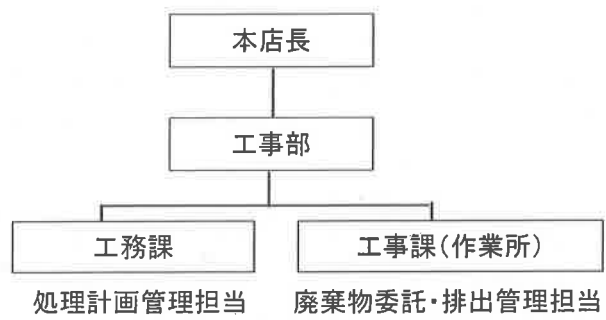 本店長
工事部
工務課
工事課(作業所)
処理計画管理担当
廃棄物委託・排出管理担当